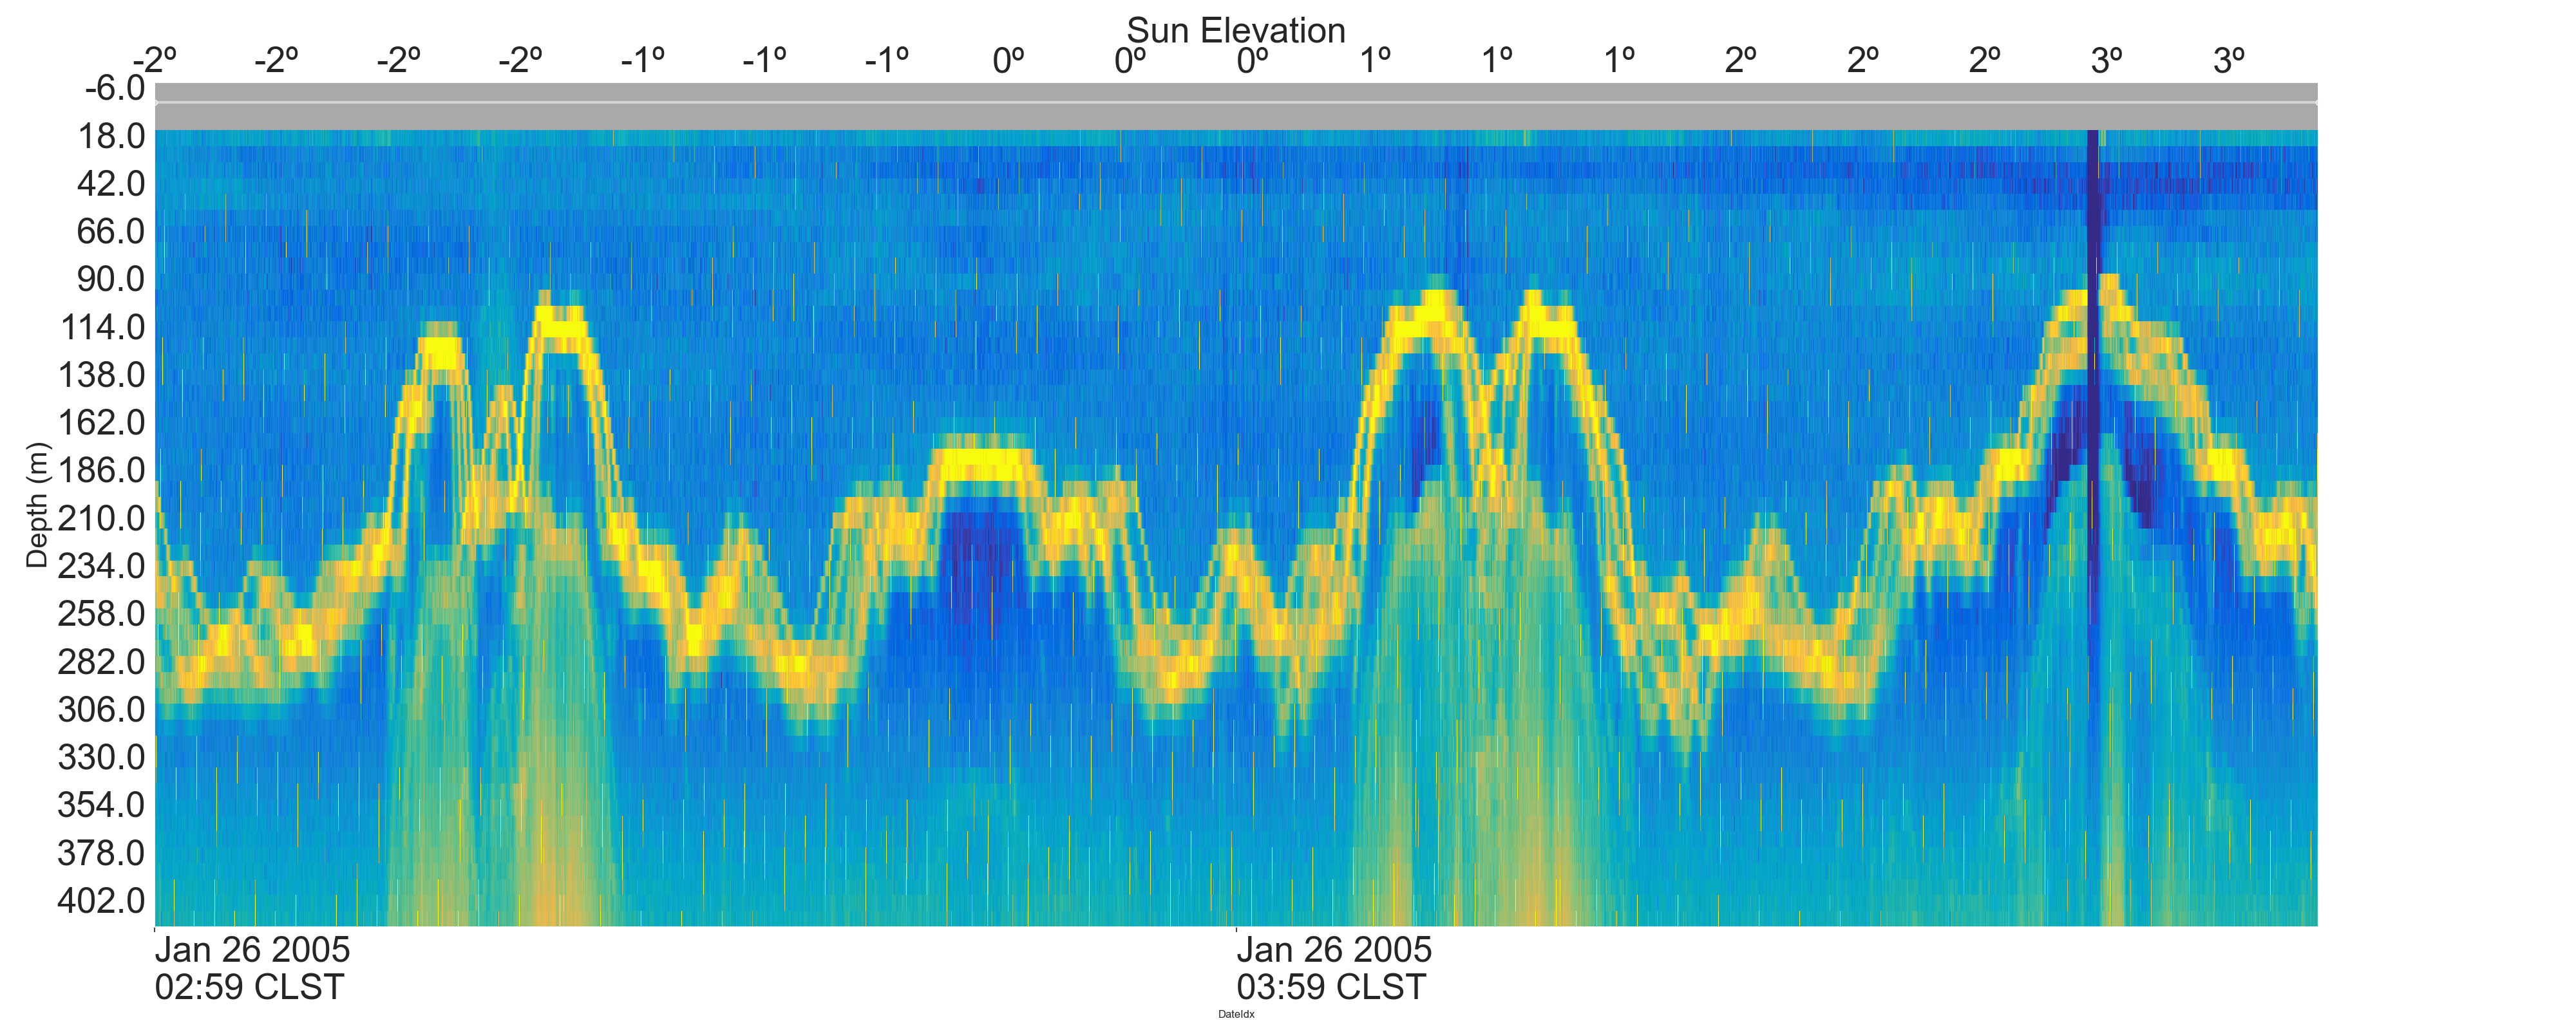 Sun Elevation
-2º -2º -2º -2º -1º -1º -1º 0º 0º 0º 1º 1º 1º 2º 2º 2º 3º 3º
-6.0
18.0
42.0
66.0
90.0
114.0
138.0
162.0
186.0
210.0
234.0
258.0
282.0
306.0
330.0
354.0
378.0
402.0
Depth (m)
Jan 26 2005
02:59 CLST
Jan 26 2005
03:59 CLST
DateIdx